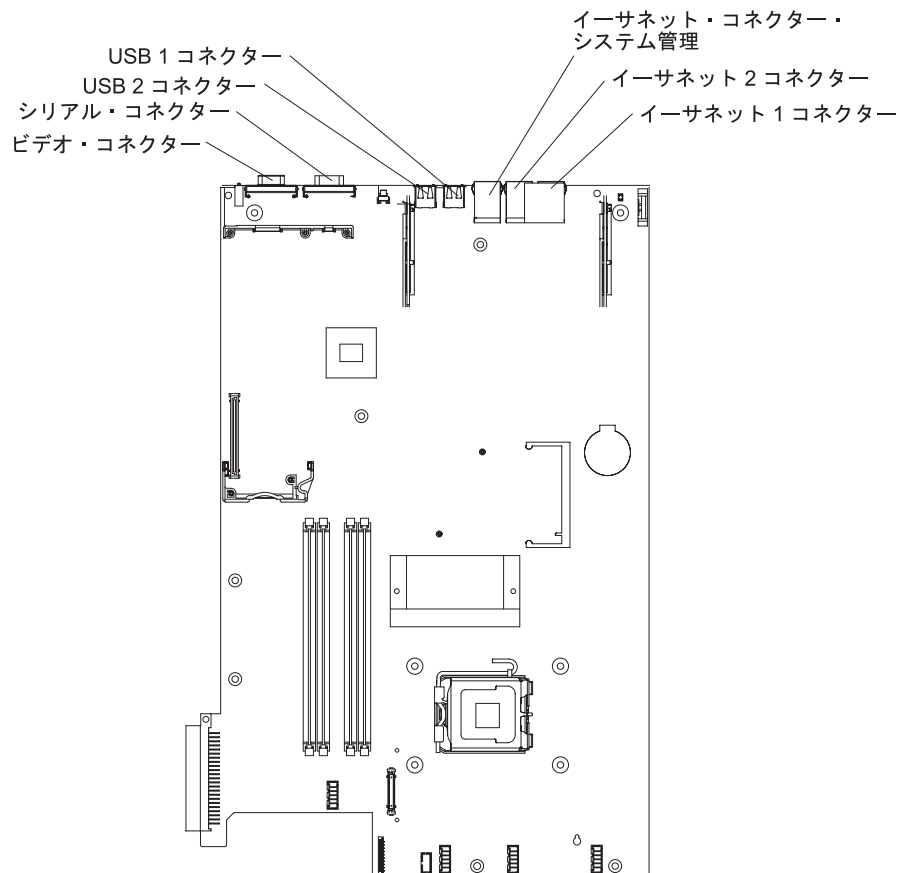 イーサネット・コネクター・
システム管理
USB 1 コネクター
イーサネット 2 コネクター
USB 2 コネクター
シリアル・コネクター
イーサネット 1 コネクター
ビデオ・コネクター